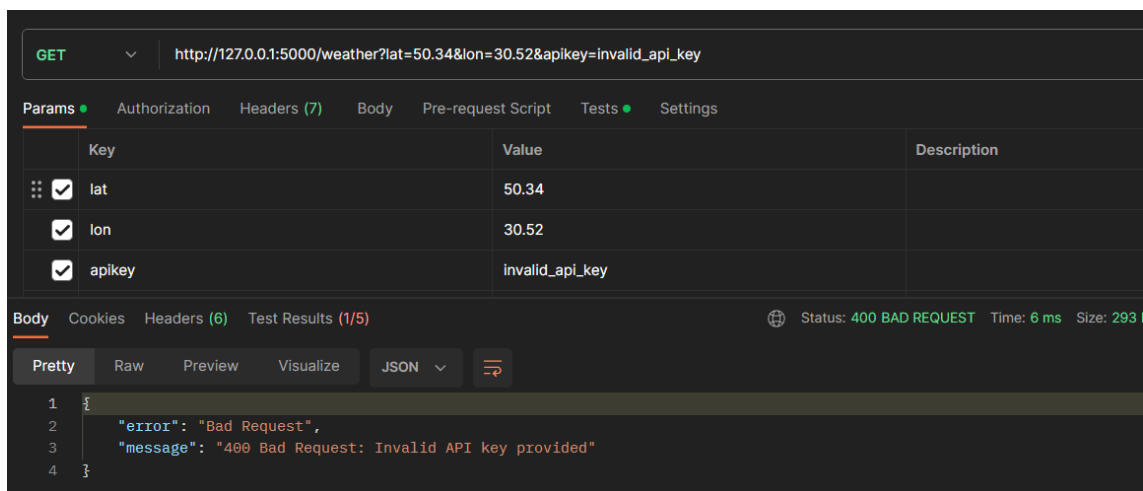 GET http://127.0.0.1:5000/weather?lat=50.34&lon=30.52&apikey=invalid_api_key
Params Authorization Headers (7) Body Pre-request Script Tests Settings
Key Value Description
lat 50.34
lon 30.52
apikey invalid_api_key
Body Cookies Headers (6) Test Results (1/5) Status: 400 BAD REQUEST Time: 6 ms Size: 293
Pretty Raw Preview Visualize JSON
1 {
2 "error": "Bad Request",
3 "message": "400 Bad Request: Invalid API key provided"
4 }